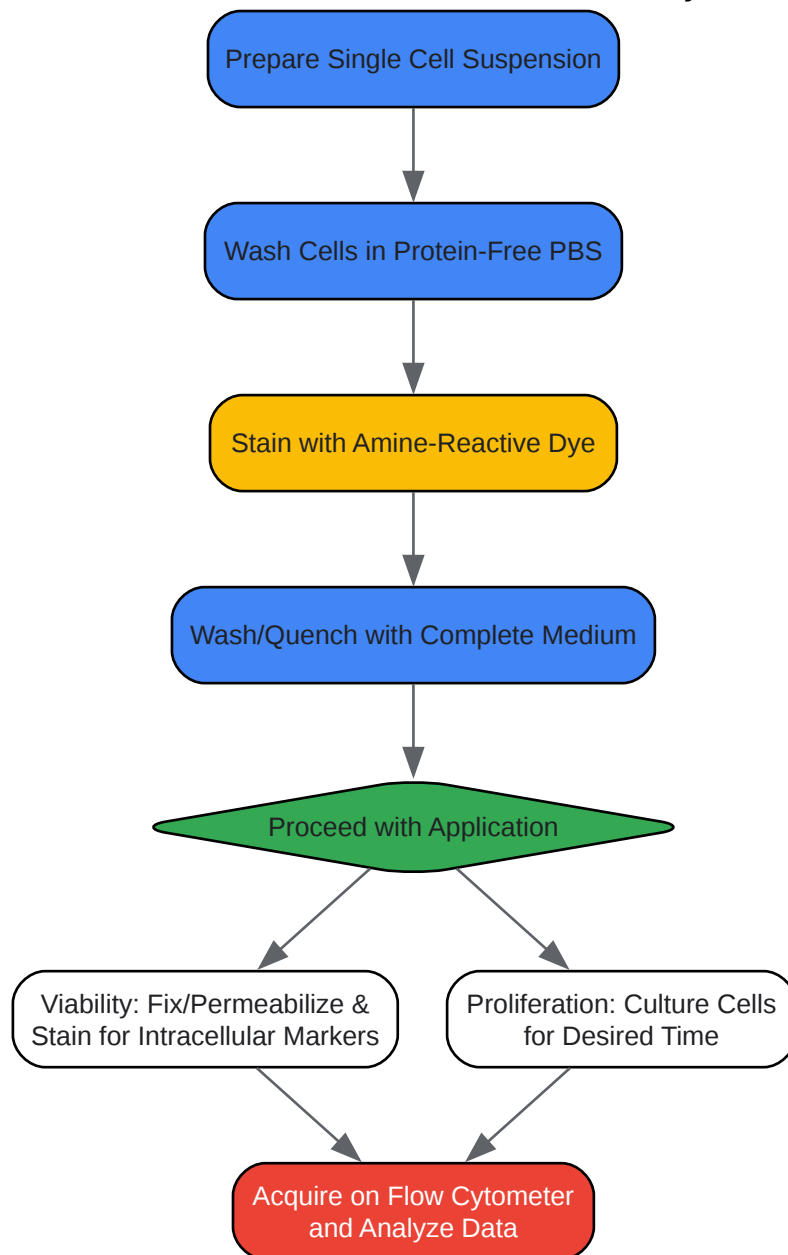 Prepare Single Cell Suspension
Wash Cells in Protein-Free PBS
Stain with Amine-Reactive Dye
Wash/Quench with Complete Medium
Proceed with Application
Viability: Fix/Permeabilize &
Stain for Intracellular Markers
Proliferation: Culture Cells
for Desired Time
Acquire on Flow Cytometer
and Analyze Data